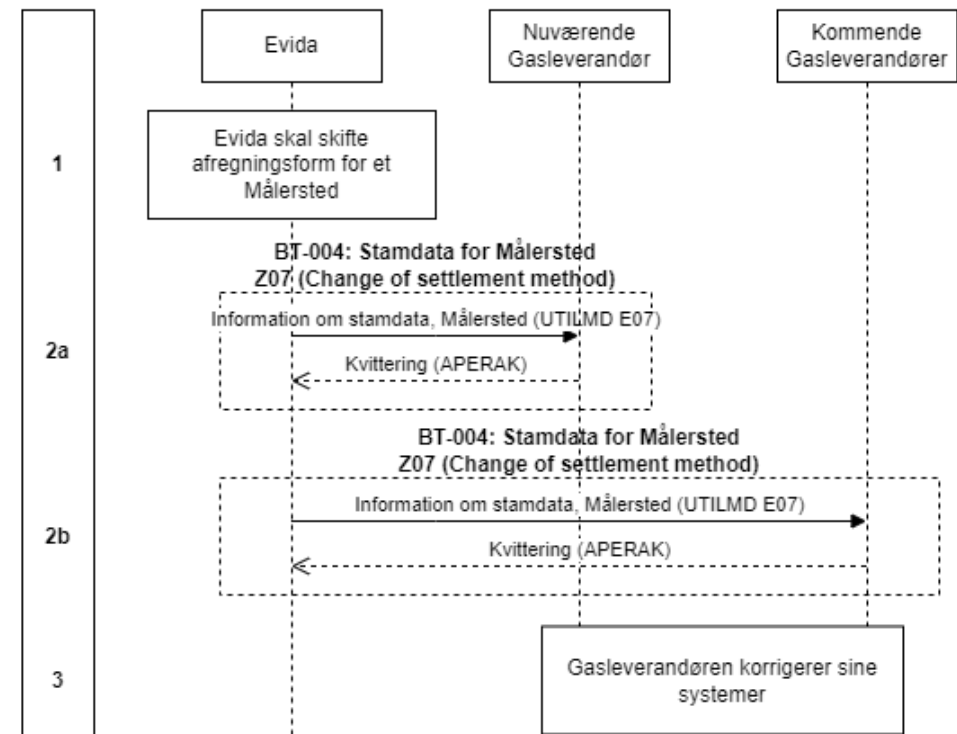 Evida
Nuværende
Gasleverandør
Kommende
Gasleverandører
1
Evida skal skifte
afregningsform for et
Målersted
BT-004: Stamdata for Målersted
Z07 (Change of settlement method)
2a
Information om stamdata, Målersted (UTILMD E07)
Kvittering (APERAK)
BT-004: Stamdata for Målersted
Z07 (Change of settlement method)
2b
Information om stamdata, Målersted (UTILMD E07)
Kvittering (APERAK)
3
Gasleverandøren korrigerer sine
systemer